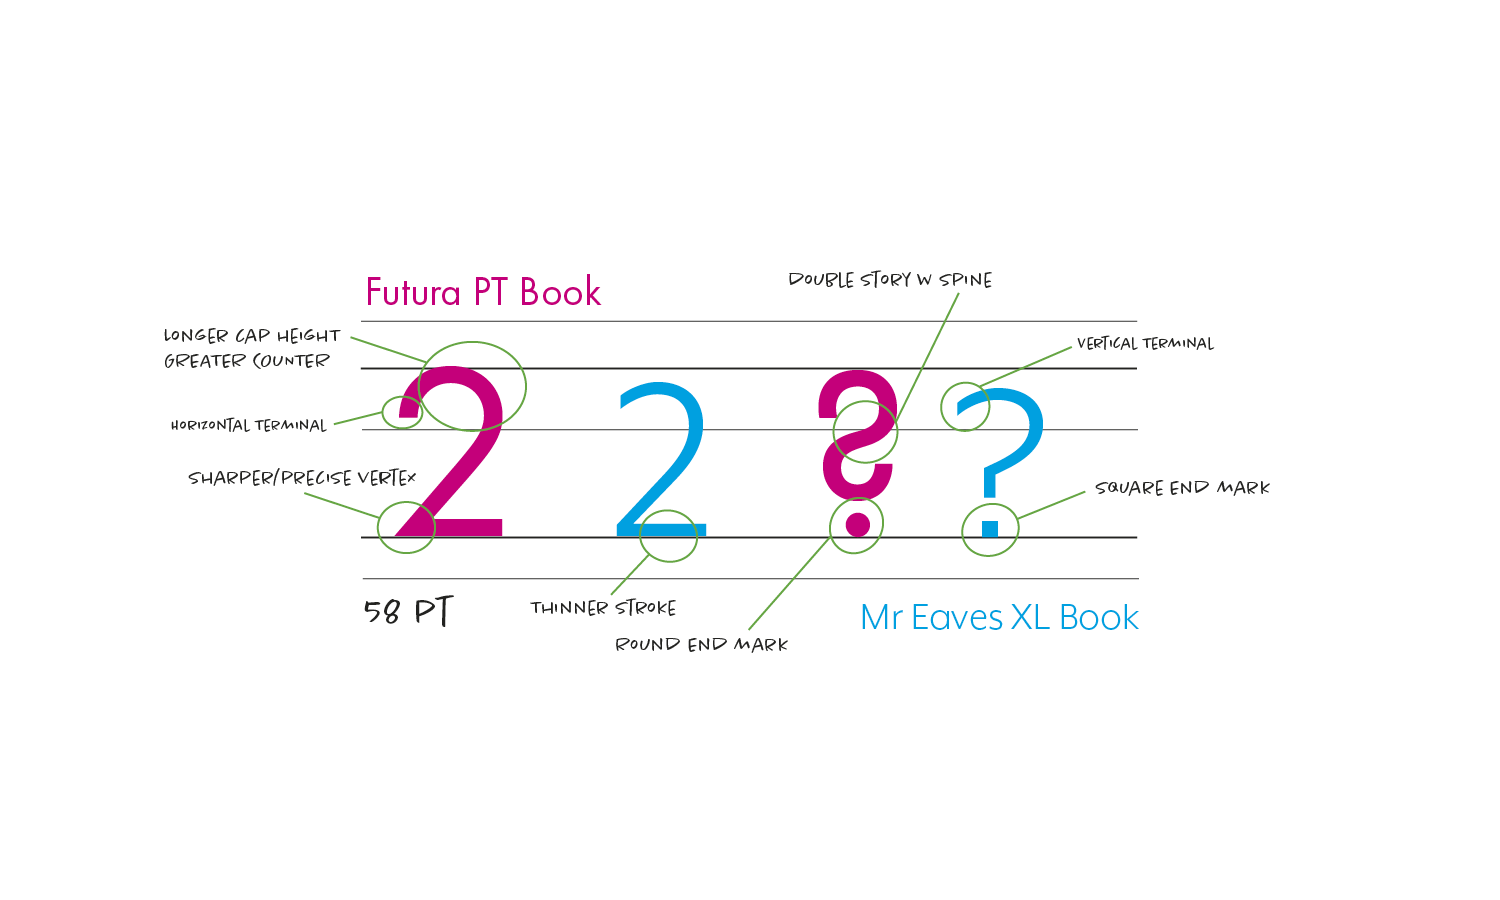 Futura PT Book
DOUBLE STORY W SPINE
LONGER CAP HEIGHT
GREATER COUNTER
VERTICAL TERMINAL
HORIZONTAL TERMINAL
SHARPER/PRECISE VERTEX
SQUARE END MARK
2 2 ? ?
58 PT
THINNER STROKE
ROUND END MARK
Mr Eaves XL Book